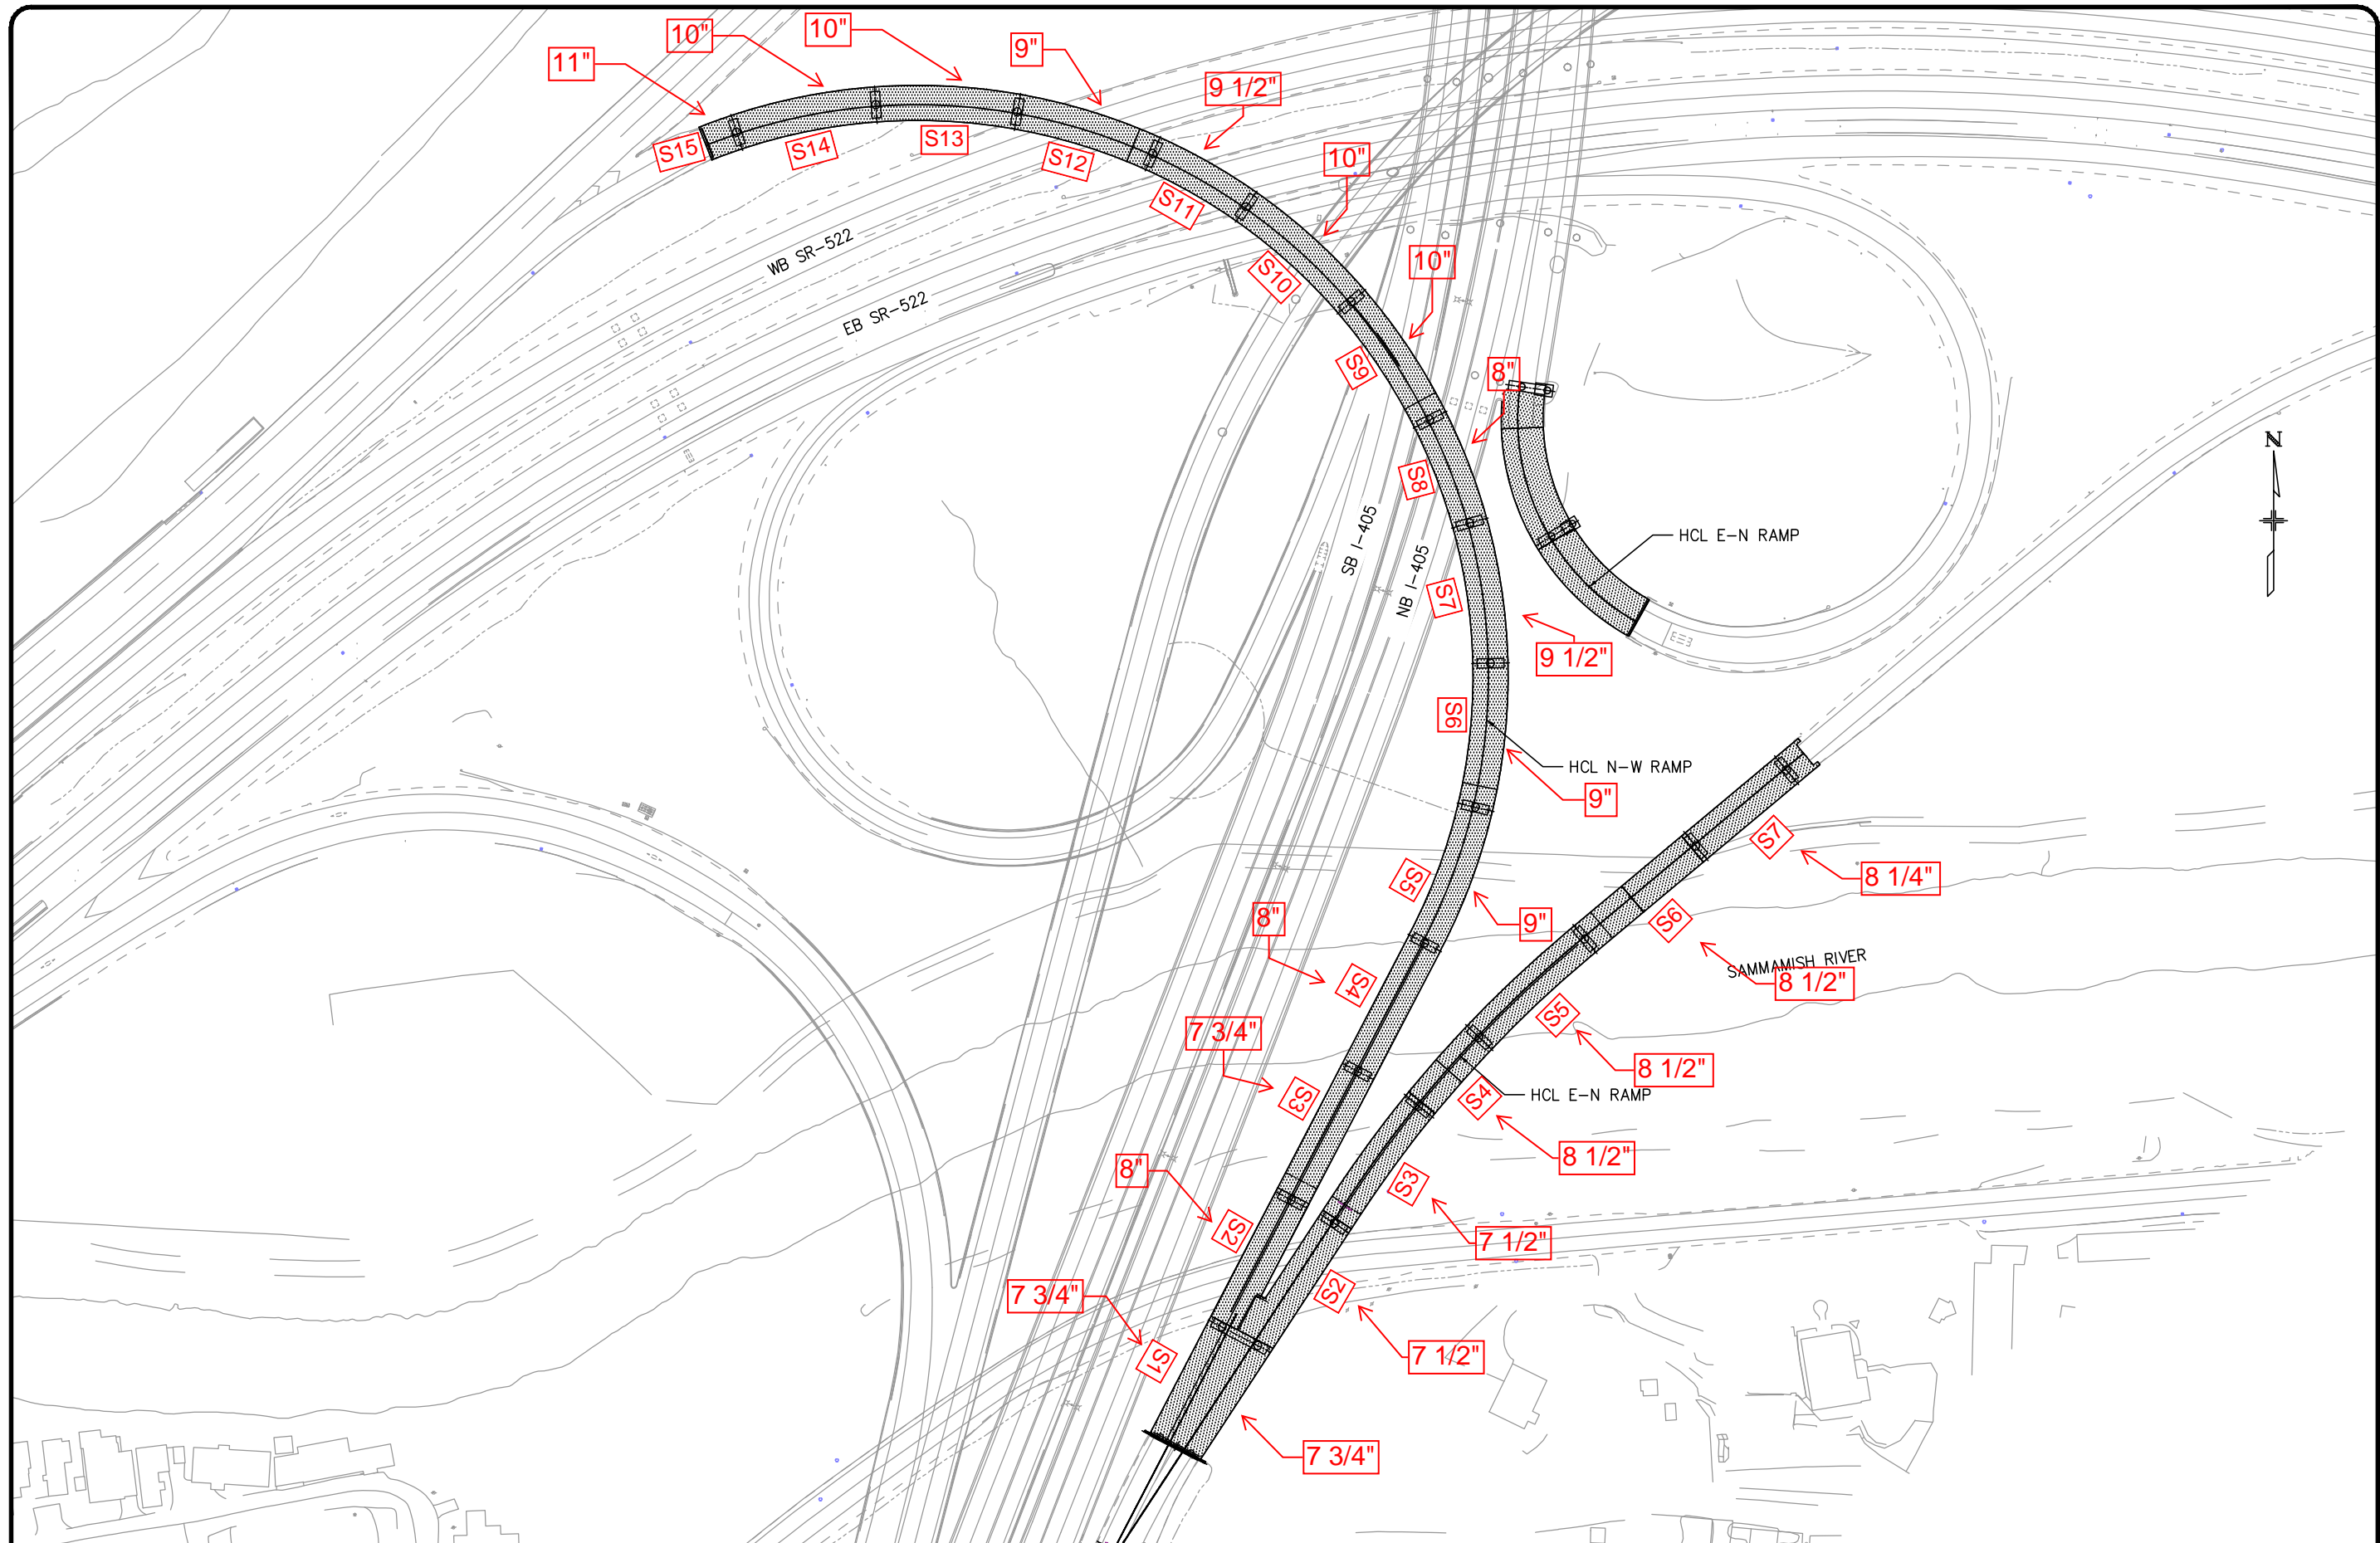 10"
10"
9"
11"
9 1/2"
S15
S14
S13
S12
10"
S11
WB SR-522
EB SR-522
S10
10"
S9
8"
N
S8
SB I-405
NB I-405
HCL E-N RAMP
S7
9 1/2"
S6
HCL N-W RAMP
9"
S7
8 1/4"
S5
8"
9"
S6
SAMMAMISH RIVER
8 1/2"
S4
S5
7 3/4"
8 1/2"
S3
S4
HCL E-N RAMP
8 1/2"
8"
S3
S2
7 1/2"
7 3/4"
S2
S1
7 1/2"
7 3/4"